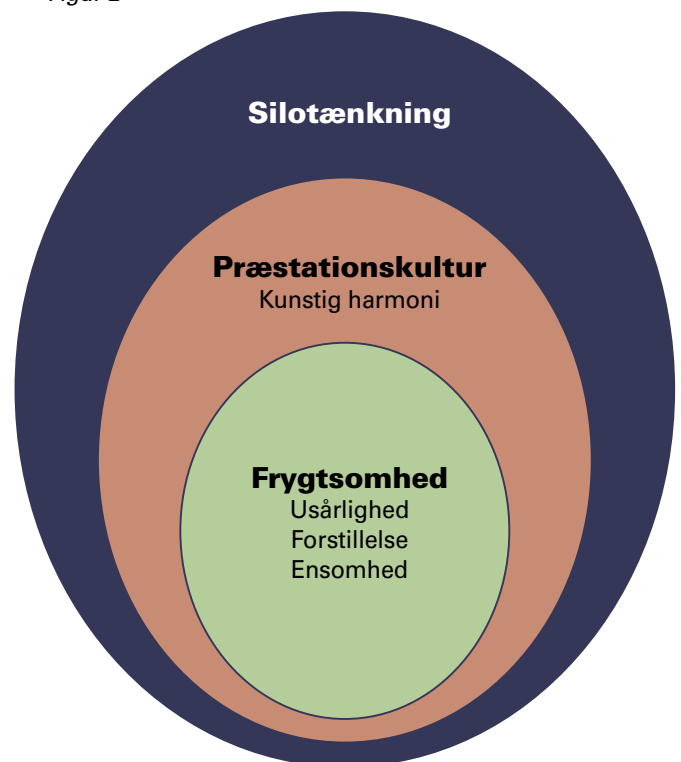 Silotænkning
Præstationskultur
Kunstig harmoni
Frygtsomhed
Usårlighed
Forstillelse
Ensomhed